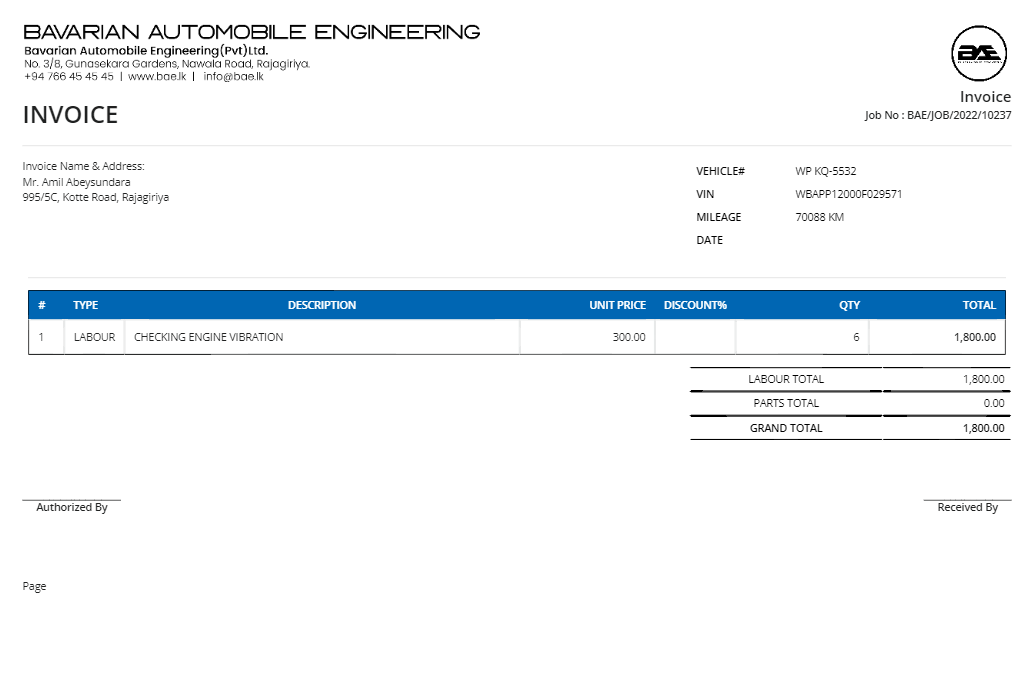 BAVARIAN AUTOMOBILE ENGINEERING
Bavarian Automobile Engineering(Pvt)Ltd.
No. 3/8, Gunasekara Gardens, Nawala Road, Rajagiriya.
+94 766 45 45 45 | www.bae.lk | info@bae.lk
BAE
INVOICE
Invoice
Job No : BAE/JOB/2022/10237
Invoice Name & Address:
Mr. Amil Abeysundara
995/5C, Kotte Road, Rajagiriya
VEHICLE# WP KQ-5532
VIN WBAPP12000F029571
MILEAGE 70088 KM
DATE
# TYPE DESCRIPTION UNIT PRICE DISCOUNT% QTY TOTAL
1 LABOUR CHECKING ENGINE VIBRATION 300.00 6 1,800.00
LABOUR TOTAL 1,800.00
PARTS TOTAL 0.00
GRAND TOTAL 1,800.00
Authorized By Received By
Page